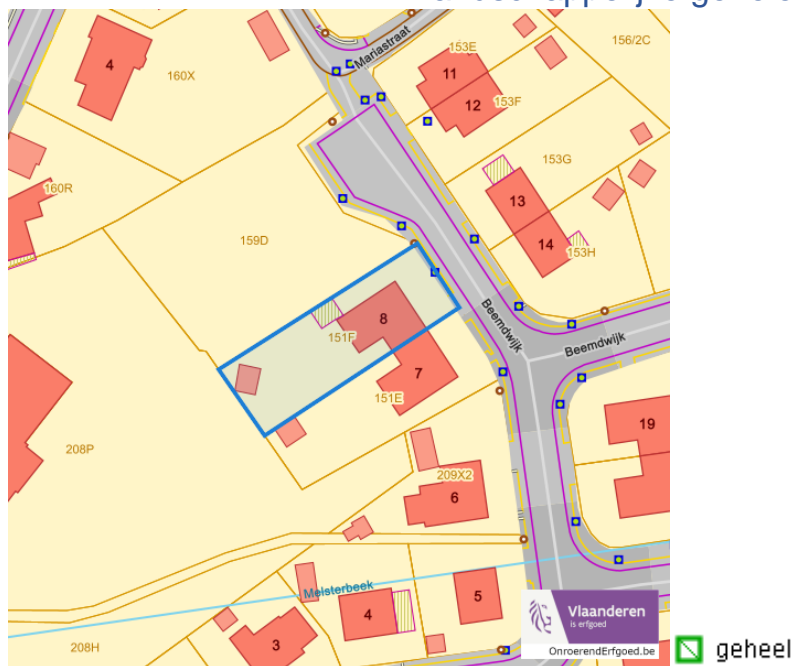 4
160X
Mariastraat
153E
156/2C
11
12
153F
153G
160R
13
14
153H
159D
Beemdwijk
Beemdwijk
8
151F
7
151E
19
208P
209X2
6
Melsterbeek
4
5
3
208H
Vlaanderen
is erfgoed
OnroerendErfgoed.be
geheel